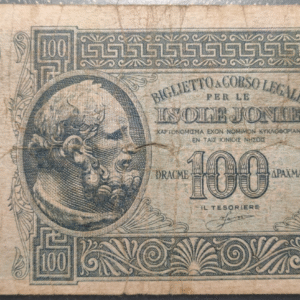 100
BIGLIETTO A CORSO LEGALE
PER LE
ISOLE JONIE
ΧΑΡΤΟΝΟΜΙΣΜΑ ΕΧΟΝ ΝΟΜΙΜΟΝ ΚΥΚΛΟΦΟΡΙΑΝ
ΕΝ ΤΑΙΣ ΙΟΝΙΟΙΣ ΝΗΣΟΙΣ
DRACME 100 ΔΡΑΧΜΑΙ
IL TESORIERE
100
100